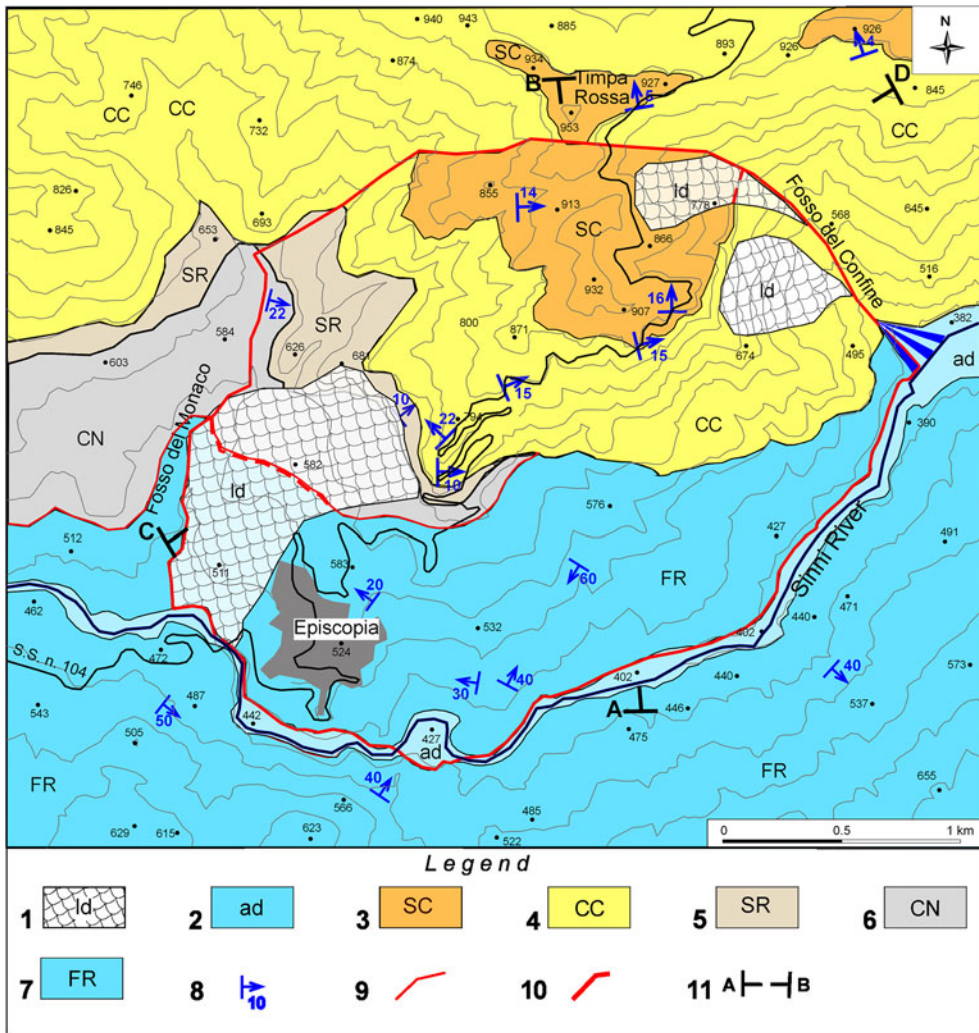 940
943
885
926
N
SC
934
893
926
4
874
B
Timpa
Rossa
927
5
D
845
746
CC
CC
CC
953
732
826
855
14
913
ld
778
Fosso del Confine
568
645
845
693
SC
653
866
SR
516
22
ld
932
16
584
SR
800
907
382
626
871
15
674
495
ad
603
681
Fosso del Monaco
15
10
CN
22
794
CC
390
10
582
ld
576
C
512
427
491
511
583
60
FR
Sinni River
462
20
471
Episcopia
532
440
402
S.S. n. 104
472
524
573
40
402
40
440
30
487
543
50
A
446
537
442
427
475
505
ad
FR
40
FR
655
566
485
629
615
623
522
0
0.5
1 km
Legend
1 ld
2 ad
3 SC
4 CC
5 SR
6 CN
7 FR
8 10
9
10
11 A B